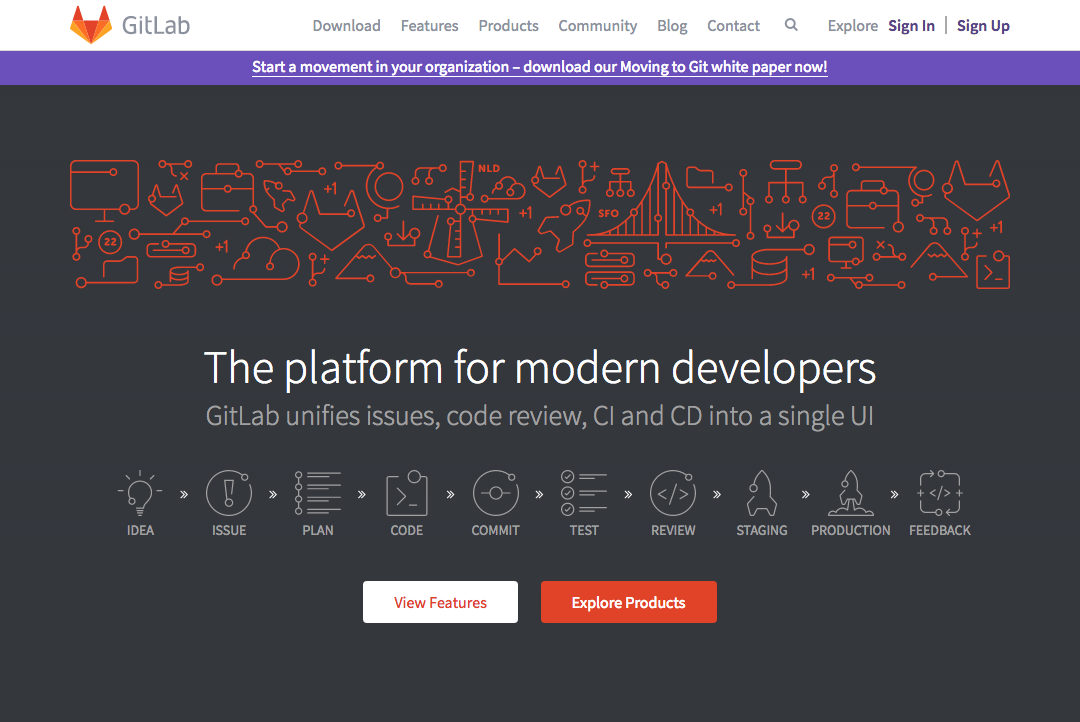 GitLab
Download Features Products Community Blog Contact Explore Sign In | Sign Up
Start a movement in your organization – download our Moving to Git white paper now!
NLD
+1
+1
SFO
+1
22
+1
22
+1
+1
The platform for modern developers
GitLab unifies issues, code review, CI and CD into a single UI
IDEA » ISSUE » PLAN » CODE » COMMIT » TEST » REVIEW » STAGING » PRODUCTION » FEEDBACK
View Features Explore Products